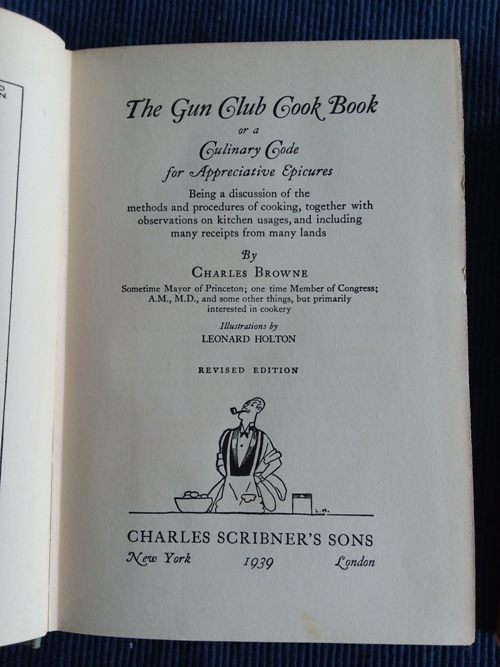 The Gun Club Cook Book
or a
Culinary Code
for Appreciative Epicures
Being a discussion of the
methods and procedures of cooking, together with
observations on kitchen usages, and including
many receipts from many lands
By
CHARLES BROWNE
Sometime Mayor of Princeton; one time Member of Congress;
A.M., M.D., and some other things, but primarily
interested in cookery
Illustrations by
LEONARD HOLTON
REVISED EDITION
L.H.
CHARLES SCRIBNER'S SONS
New York 1939 London